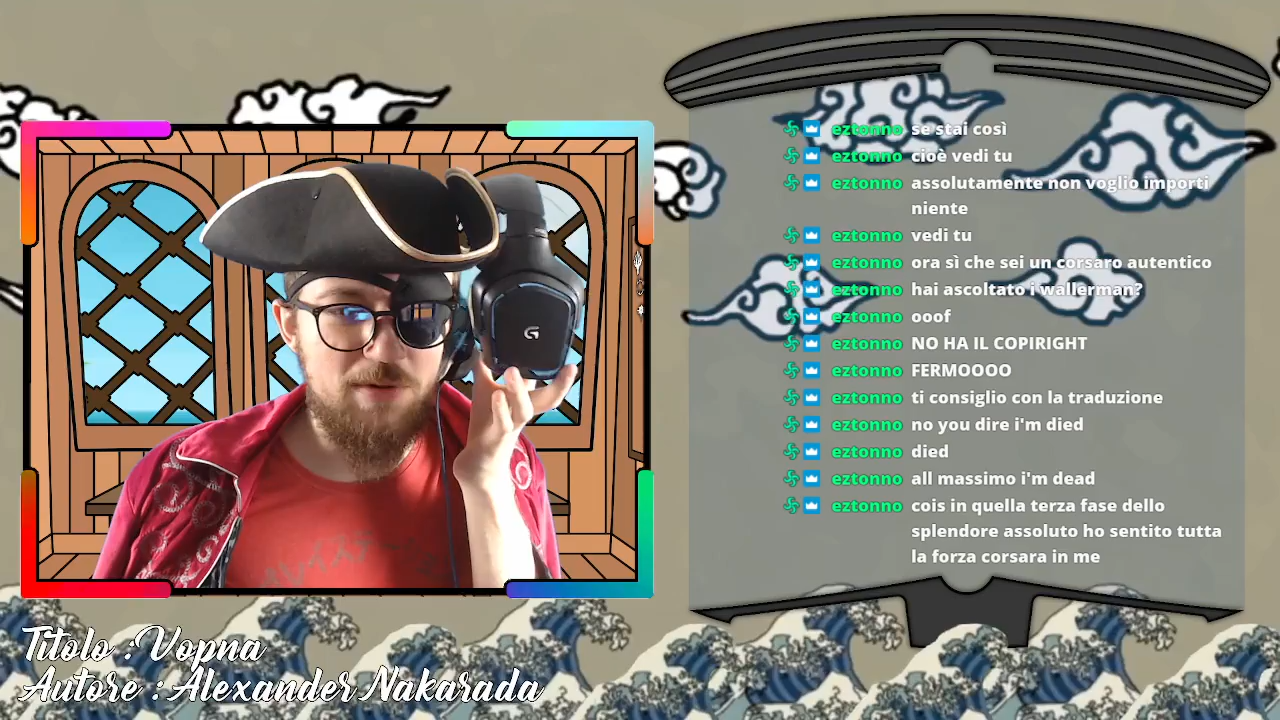 eztonno se stai così
eztonno cioè vedi tu
eztonno assolutamente non voglio importi
niente
eztonno vedi tu
eztonno ora sì che sei un corsaro autentico
eztonno hai ascoltato i wallerman?
eztonno ooof
eztonno NO HA IL COPIRIGHT
eztonno FERMOOOO
eztonno ti consiglio con la traduzione
eztonno no you dire i'm died
eztonno died
eztonno all massimo i'm dead
eztonno cois in quella terza fase dello
splendore assoluto ho sentito tutta
la forza corsara in me
Titolo : Vopna
Autore : Alexander Nakarada